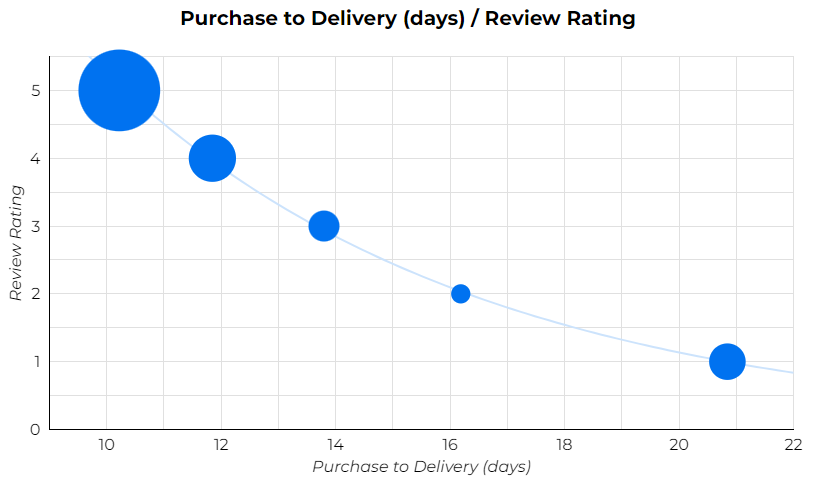 Purchase to Delivery (days) / Review Rating
Review Rating
5
4
3
2
1
0
10 12 14 16 18 20 22
Purchase to Delivery (days)